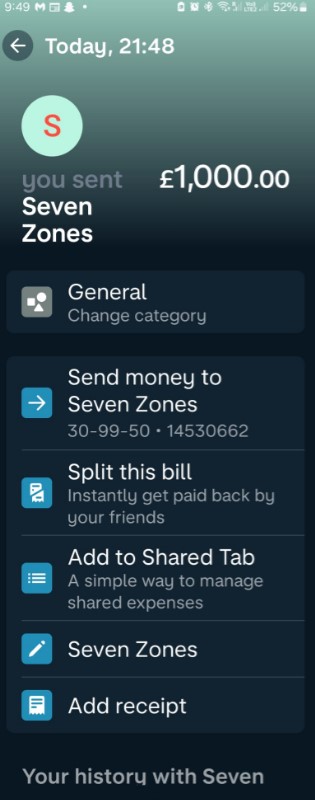 9:49
52%
Today, 21:48
S
you sent
£1,000.00
Seven
Zones
General
Change category
Send money to
Seven Zones
30-99-50 • 14530662
Split this bill
Instantly get paid back by
your friends
Add to Shared Tab
A simple way to manage
shared expenses
Seven Zones
Add receipt
Your history with Seven